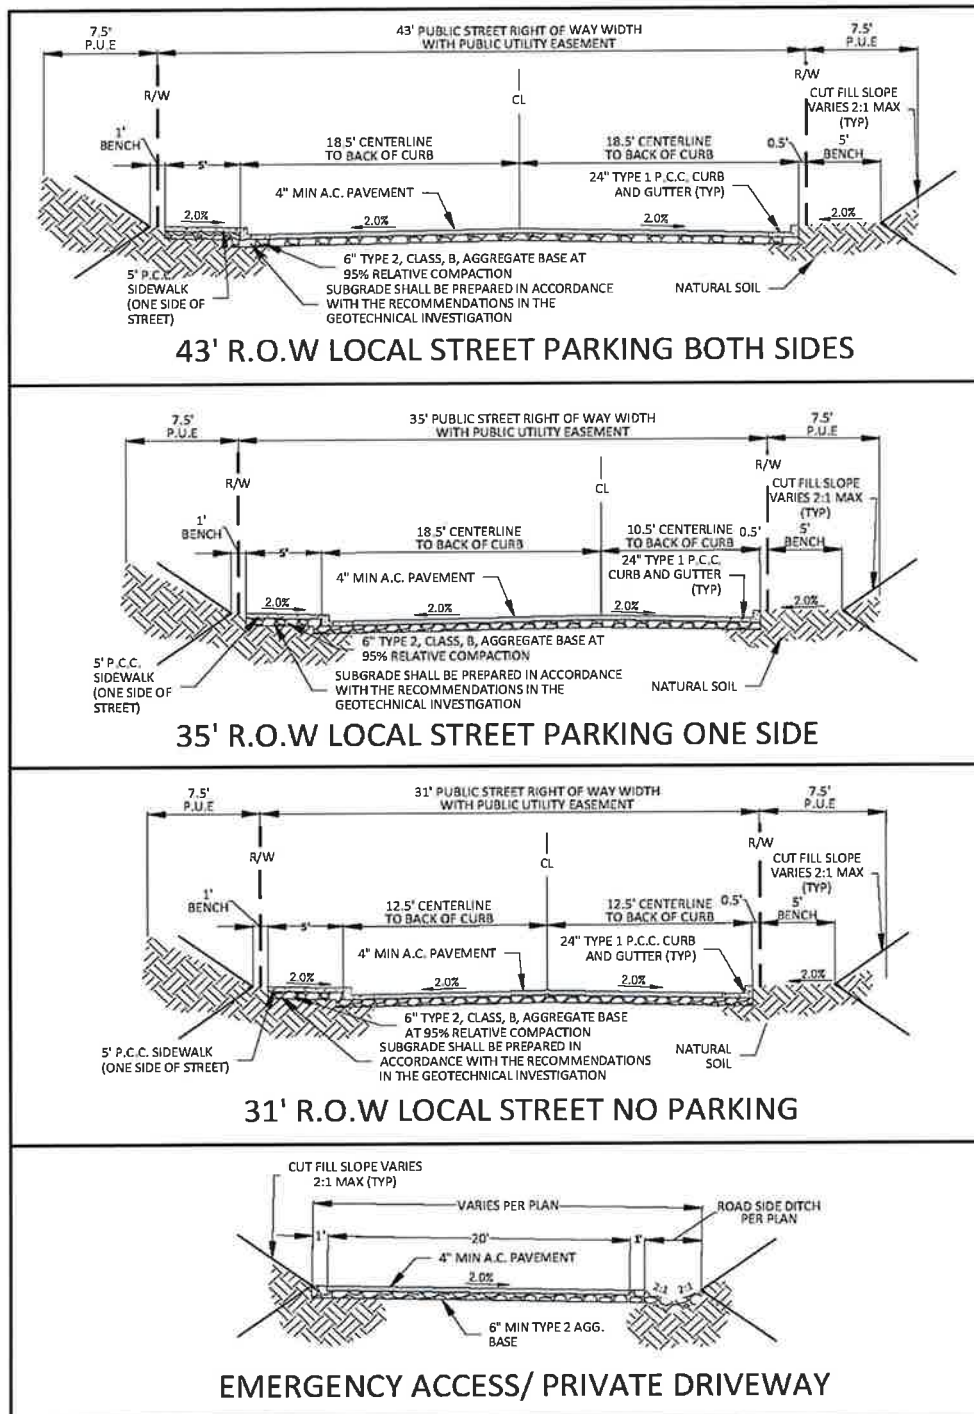 7.5'
P.U.E
43' PUBLIC STREET RIGHT OF WAY WIDTH
WITH PUBLIC UTILITY EASEMENT
7.5'
P.U.E
R/W
R/W
CL
CUT FILL SLOPE
VARIES 2:1 MAX
(TYP)
1'
BENCH
5'
18.5' CENTERLINE
TO BACK OF CURB
18.5' CENTERLINE
TO BACK OF CURB
0.5'
5'
BENCH
4" MIN A.C. PAVEMENT
24" TYPE 1 P.C.C. CURB
AND GUTTER (TYP)
2.0%
2.0%
2.0%
2.0%
5' P.C.C.
SIDEWALK
(ONE SIDE OF
STREET)
6" TYPE 2, CLASS, B, AGGREGATE BASE AT
95% RELATIVE COMPACTION
SUBGRADE SHALL BE PREPARED IN ACCORDANCE
WITH THE RECOMMENDATIONS IN THE
GEOTECHNICAL INVESTIGATION
NATURAL SOIL
43' R.O.W LOCAL STREET PARKING BOTH SIDES
7.5'
P.U.E
35' PUBLIC STREET RIGHT OF WAY WIDTH
WITH PUBLIC UTILITY EASEMENT
7.5'
P.U.E
R/W
R/W
CL
CUT FILL SLOPE
VARIES 2:1 MAX
(TYP)
1'
BENCH
5'
18.5' CENTERLINE
TO BACK OF CURB
10.5' CENTERLINE
TO BACK OF CURB
0.5'
5'
BENCH
4" MIN A.C. PAVEMENT
24" TYPE 1 P.C.C.
CURB AND GUTTER
(TYP)
2.0%
2.0%
2.0%
2.0%
5' P.C.C.
SIDEWALK
(ONE SIDE OF
STREET)
6" TYPE 2, CLASS, B, AGGREGATE BASE AT
95% RELATIVE COMPACTION
SUBGRADE SHALL BE PREPARED IN ACCORDANCE
WITH THE RECOMMENDATIONS IN THE
GEOTECHNICAL INVESTIGATION
NATURAL SOIL
35' R.O.W LOCAL STREET PARKING ONE SIDE
7.5'
P.U.E
31' PUBLIC STREET RIGHT OF WAY WIDTH
WITH PUBLIC UTILITY EASEMENT
7.5'
P.U.E
R/W
R/W
CL
CUT FILL SLOPE
VARIES 2:1 MAX
(TYP)
1'
BENCH
5'
12.5' CENTERLINE
TO BACK OF CURB
12.5' CENTERLINE
TO BACK OF CURB
0.5'
5'
BENCH
4" MIN A.C. PAVEMENT
24" TYPE 1 P.C.C. CURB
AND GUTTER (TYP)
2.0%
2.0%
2.0%
2.0%
5' P.C.C. SIDEWALK
(ONE SIDE OF STREET)
6" TYPE 2, CLASS, B, AGGREGATE BASE
AT 95% RELATIVE COMPACTION
SUBGRADE SHALL BE PREPARED IN
ACCORDANCE WITH THE RECOMMENDATIONS
IN THE GEOTECHNICAL INVESTIGATION
NATURAL
SOIL
31' R.O.W LOCAL STREET NO PARKING
CUT FILL SLOPE VARIES
2:1 MAX (TYP)
VARIES PER PLAN
ROAD SIDE DITCH
PER PLAN
1'
20'
1'
4" MIN A.C. PAVEMENT
2.0%
2:1
2:1
6" MIN TYPE 2 AGG.
BASE
EMERGENCY ACCESS/ PRIVATE DRIVEWAY